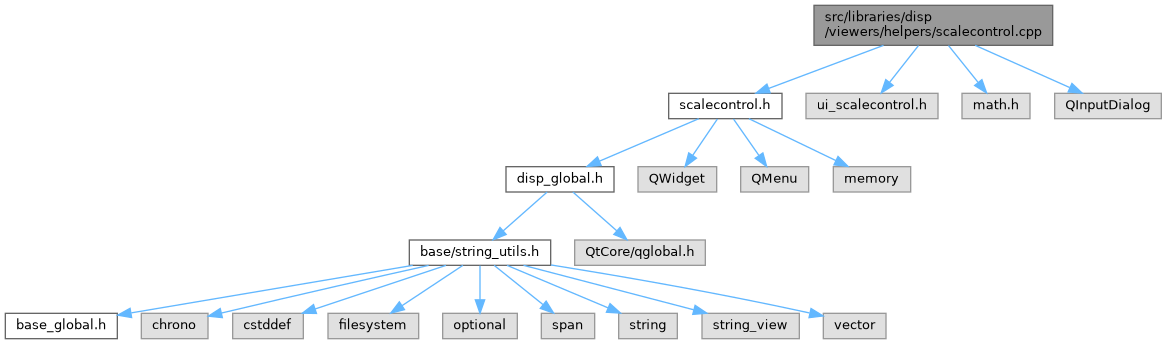 src/libraries/disp
/viewers/helpers/scalecontrol.cpp
scalecontrol.h
ui_scalecontrol.h
math.h
QInputDialog
disp_global.h
QWidget
QMenu
memory
base/string_utils.h
QtCore/qglobal.h
base_global.h
chrono
cstddef
filesystem
optional
span
string
string_view
vector